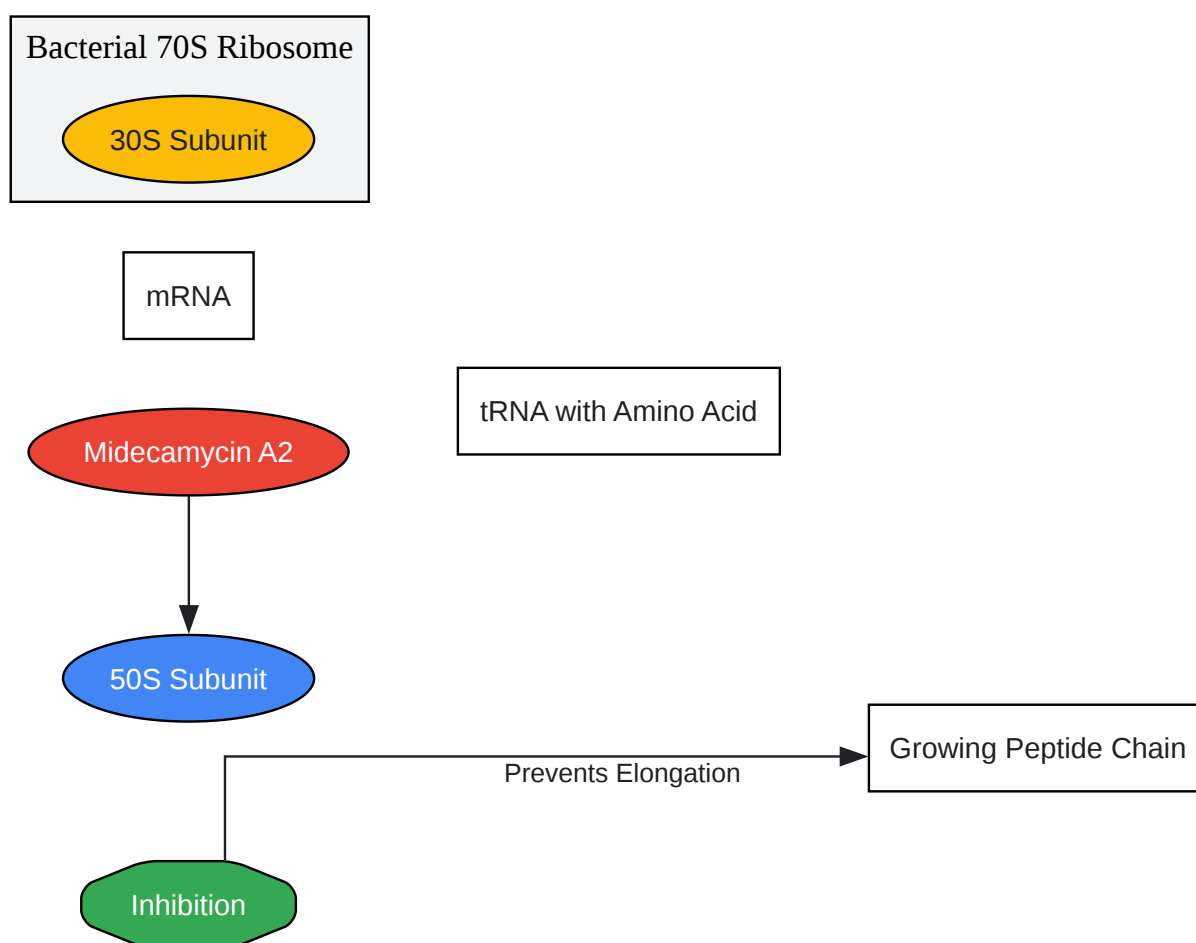 Bacterial 70S Ribosome
30S Subunit
mRNA
tRNA with Amino Acid
Midecamycin A2
50S Subunit
Growing Peptide Chain
Prevents Elongation
Inhibition